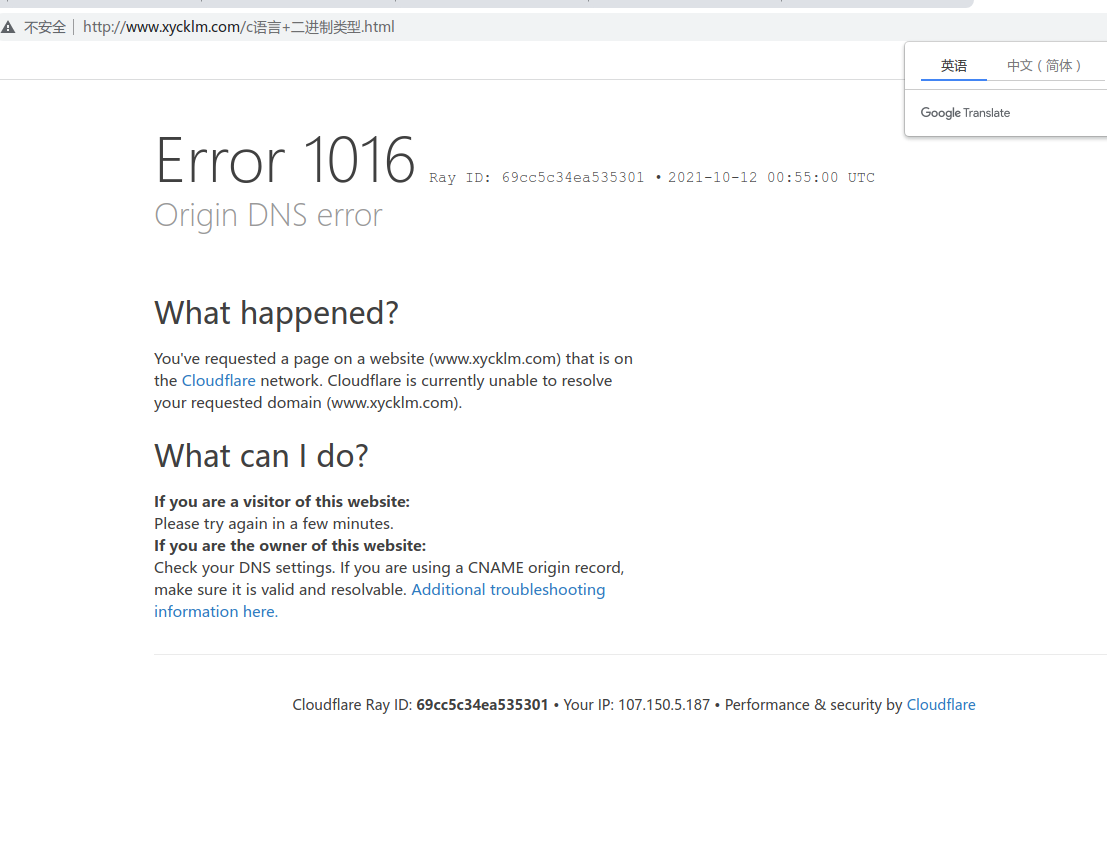 不安全 | http://www.xycklm.com/c语言+二进制类型.html
英语 中文（简体）
Google Translate
Error 1016 Ray ID: 69cc5c34ea535301 • 2021-10-12 00:55:00 UTC
Origin DNS error
What happened?
You've requested a page on a website (www.xycklm.com) that is on
the Cloudflare network. Cloudflare is currently unable to resolve
your requested domain (www.xycklm.com).
What can I do?
If you are a visitor of this website:
Please try again in a few minutes.
If you are the owner of this website:
Check your DNS settings. If you are using a CNAME origin record,
make sure it is valid and resolvable. Additional troubleshooting
information here.
Cloudflare Ray ID: 69cc5c34ea535301 • Your IP: 107.150.5.187 • Performance & security by Cloudflare